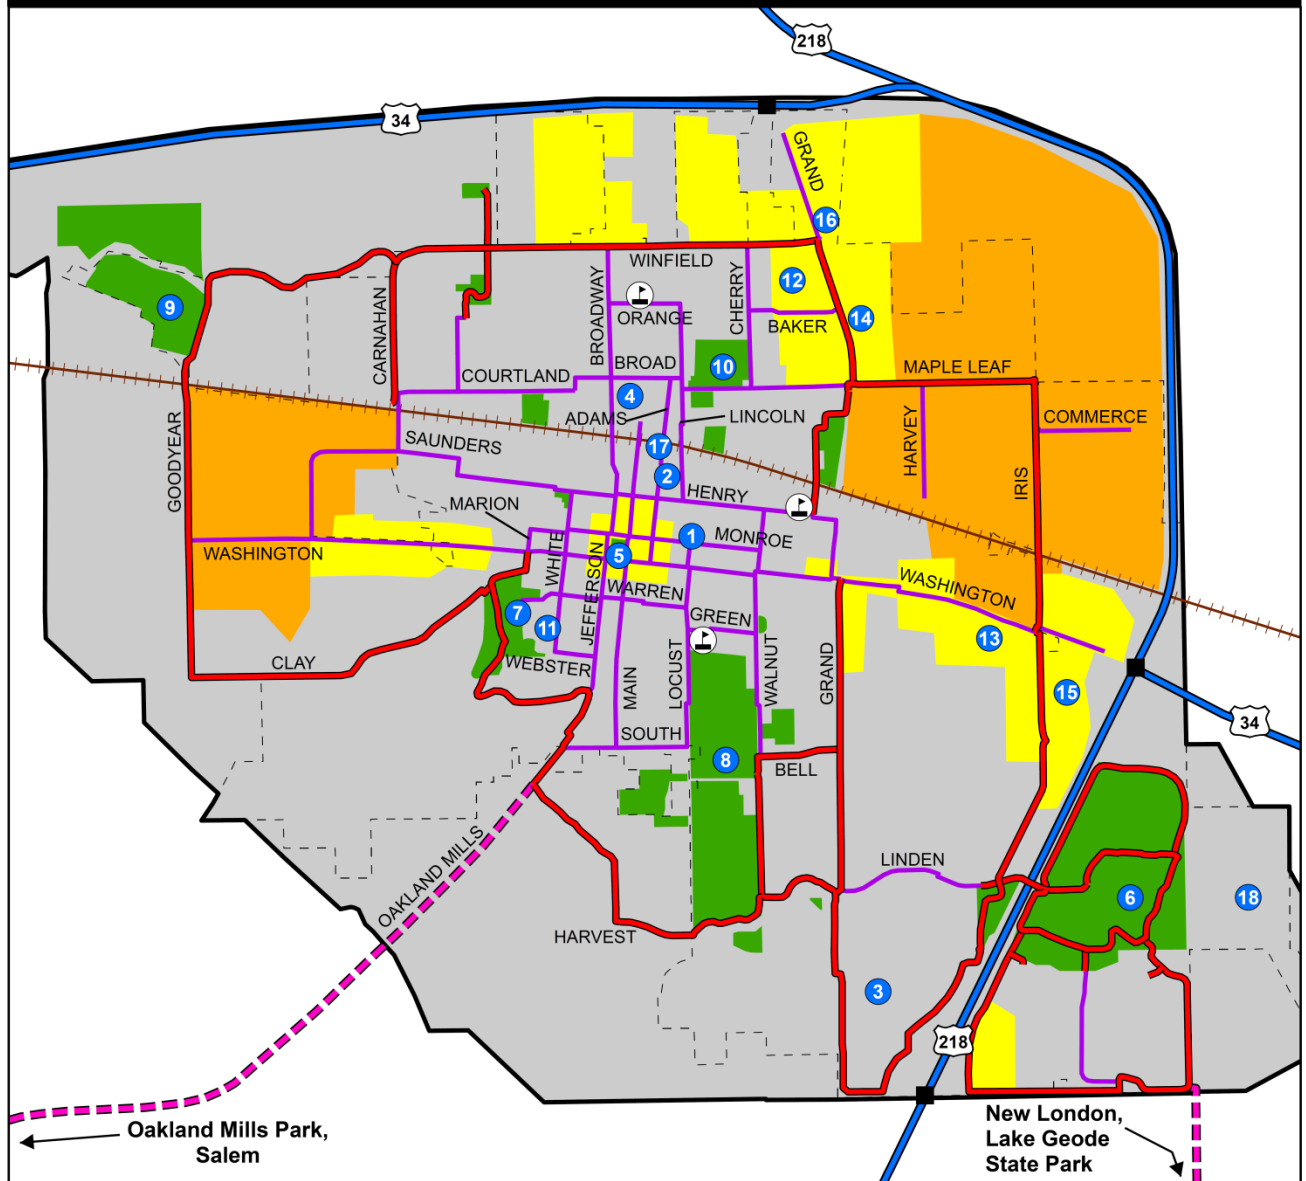 218
34
GRAND
16
WINFIELD
BROADWAY
CHERRY
12
9
CARNAHAN
ORANGE
BAKER
14
BROAD
10
MAPLE LEAF
COURTLAND
4
ADAMS
LINCOLN
COMMERCE
HARVEY
GOODYEAR
SAUNDERS
17
2
IRIS
HENRY
MARION
1
MONROE
WASHINGTON
WHITE
5
JEFFERSON
WARREN
WASHINGTON
7
11
GREEN
13
CLAY
WEBSTER
MAIN
LOCUST
WALNUT
GRAND
15
34
SOUTH
8
BELL
OAKLAND MILLS
LINDEN
6
18
HARVEST
3
218
Oakland Mills Park,
Salem
New London,
Lake Geode
State Park